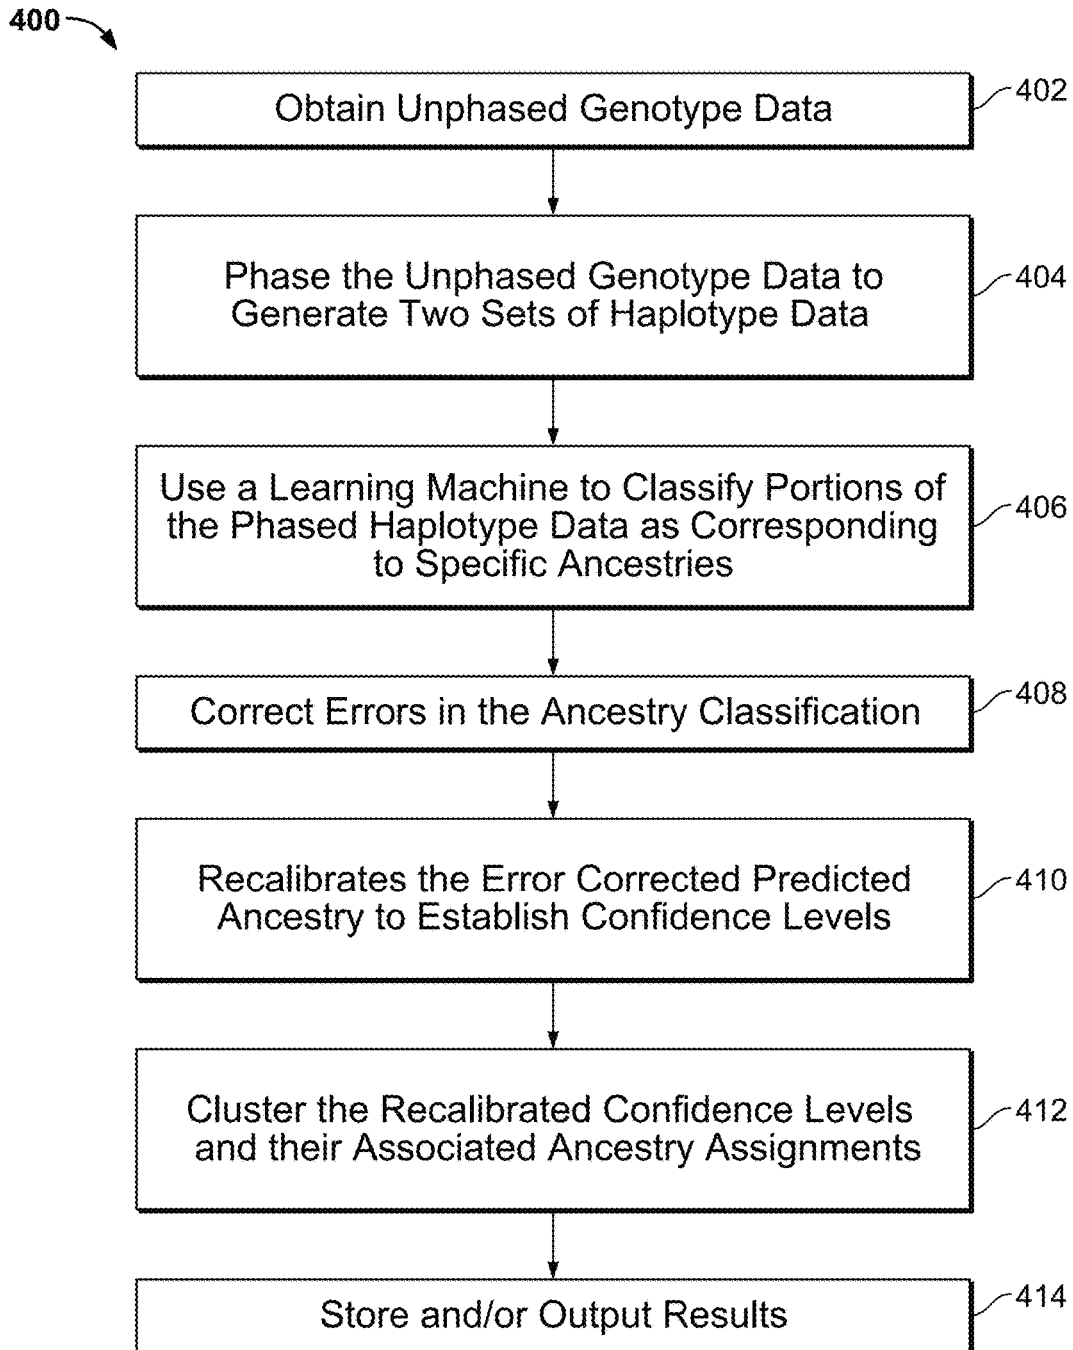 400
Obtain Unphased Genotype Data
402
Phase the Unphased Genotype Data to
Generate Two Sets of Haplotype Data
404
Use a Learning Machine to Classify Portions of
the Phased Haplotype Data as Corresponding
to Specific Ancestries
406
Correct Errors in the Ancestry Classification
408
Recalibrates the Error Corrected Predicted
Ancestry to Establish Confidence Levels
410
Cluster the Recalibrated Confidence Levels
and their Associated Ancestry Assignments
412
Store and/or Output Results
414